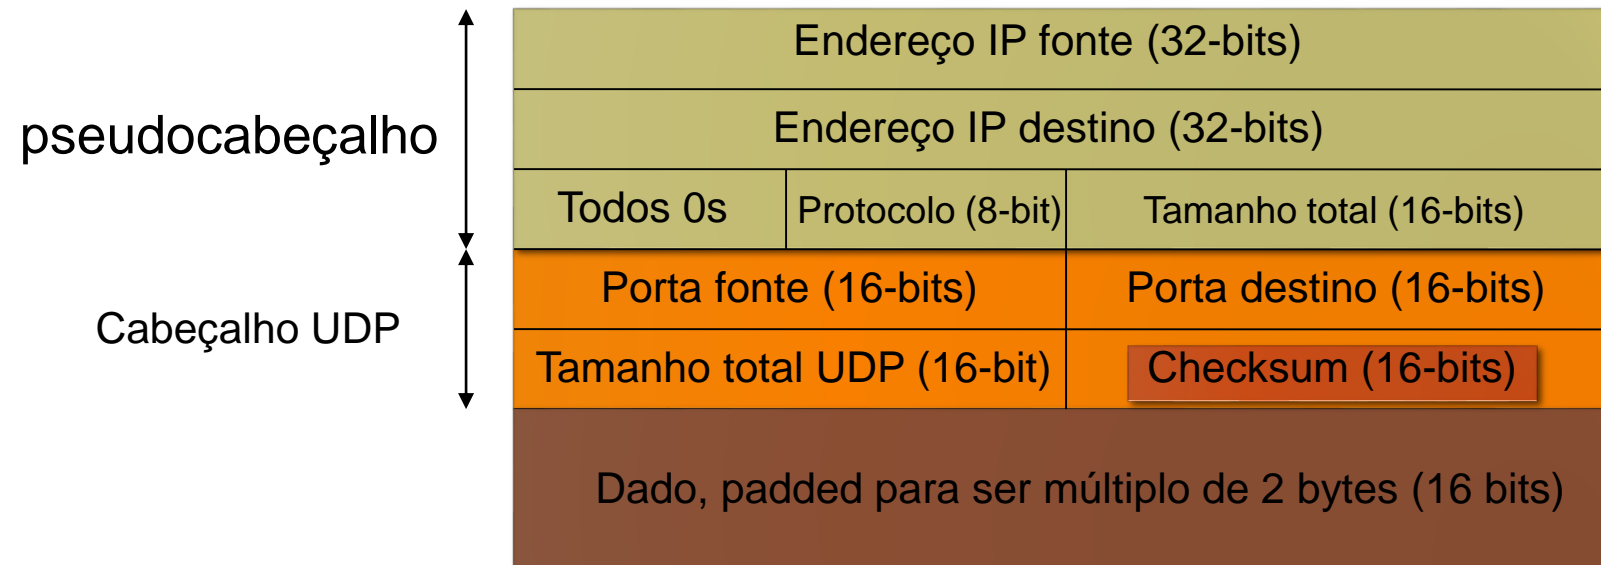 Endereço IP fonte (32-bits)
pseudocabeçalho
Endereço IP destino (32-bits)
Todos 0s
Protocolo (8-bit)
Tamanho total (16-bits)
Cabeçalho UDP
Porta fonte (16-bits)
Porta destino (16-bits)
Tamanho total UDP (16-bit)
Checksum (16-bits)
Dado, padded para ser múltiplo de 2 bytes (16 bits)